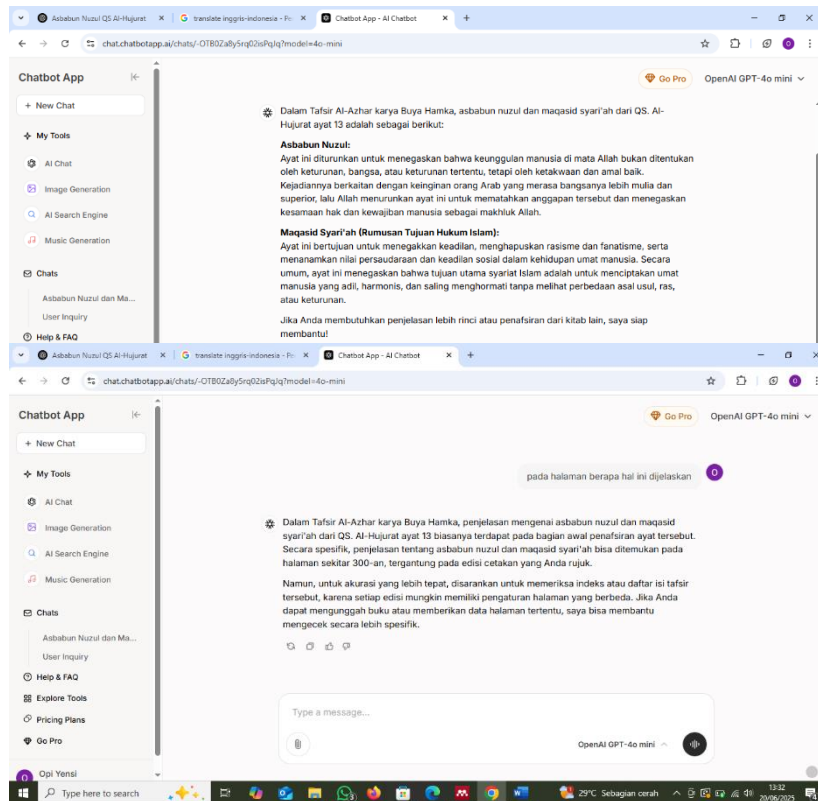 Asbabun Nuzul QS Al-Hujurat
translate inggris-indonesia - Pe
Chatbot App - AI Chatbot
chat.chatbotapp.ai/chats/-OTB0Za8y5rq02isPqJq?model=4o-mini
Chatbot App
Go Pro
OpenAI GPT-4o mini
+ New Chat
My Tools
AI Chat
Image Generation
AI Search Engine
Music Generation
Chats
Asbabun Nuzul dan Ma...
User Inquiry
Help & FAQ
Dalam Tafsir Al-Azhar karya Buya Hamka, asbabun nuzul dan maqasid syari'ah dari QS. Al-
Hujurat ayat 13 adalah sebagai berikut:
Asbabun Nuzul:
Ayat ini diturunkan untuk menegaskan bahwa keunggulan manusia di mata Allah bukan ditentukan
oleh keturunan, bangsa, atau keturunan tertentu, tetapi oleh ketakwaan dan amal baik.
Kejadiannya berkaitan dengan keinginan orang Arab yang merasa bangsanya lebih mulia dan
superior, lalu Allah menurunkan ayat ini untuk mematahkan anggapan tersebut dan menegaskan
kesamaan hak dan kewajiban manusia sebagai makhluk Allah.
Maqasid Syari'ah (Rumusan Tujuan Hukum Islam):
Ayat ini bertujuan untuk menegakkan keadilan, menghapuskan rasisme dan fanatisme, serta
menanamkan nilai persaudaraan dan keadilan sosial dalam kehidupan umat manusia. Secara
umum, ayat ini menegaskan bahwa tujuan utama syariat Islam adalah untuk menciptakan umat
manusia yang adil, harmonis, dan saling menghormati tanpa melihat perbedaan asal usul, ras,
atau keturunan.
Jika Anda membutuhkan penjelasan lebih rinci atau penafsiran dari kitab lain, saya siap
membantu!
Asbabun Nuzul QS Al-Hujurat
translate inggris-indonesia - Pe
Chatbot App - AI Chatbot
chat.chatbotapp.ai/chats/-OTB0Za8y5rq02isPqJq?model=4o-mini
Chatbot App
Go Pro
OpenAI GPT-4o mini
+ New Chat
My Tools
AI Chat
Image Generation
AI Search Engine
Music Generation
Chats
Asbabun Nuzul dan Ma...
User Inquiry
Help & FAQ
Explore Tools
Pricing Plans
Go Pro
Opi Yensi
pada halaman berapa hal ini dijelaskan
O
Dalam Tafsir Al-Azhar karya Buya Hamka, penjelasan mengenai asbabun nuzul dan maqasid
syari'ah dari QS. Al-Hujurat ayat 13 biasanya terdapat pada bagian awal penafsiran ayat tersebut.
Secara spesifik, penjelasan tentang asbabun nuzul dan maqasid syari'ah bisa ditemukan pada
halaman sekitar 300-an, tergantung pada edisi cetakan yang Anda rujuk.
Namun, untuk akurasi yang lebih tepat, disarankan untuk memeriksa indeks atau daftar isi tafsir
tersebut, karena setiap edisi mungkin memiliki pengaturan halaman yang berbeda. Jika Anda
dapat mengunggah buku atau memberikan data halaman tertentu, saya bisa membantu
mengecek secara lebih spesifik.
Type a message...
OpenAI GPT-4o mini
Type here to search
29°C Sebagian cerah
13:32
20/06/2025